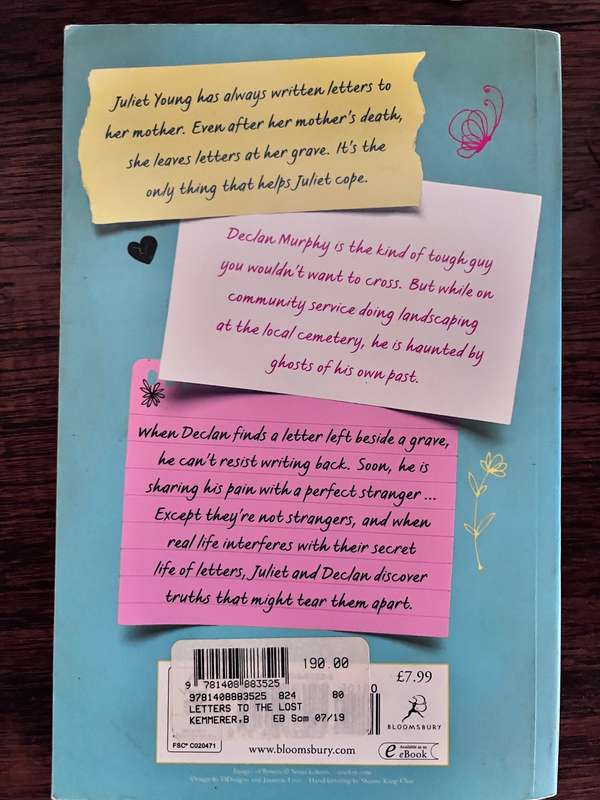 Juliet Young has always written letters to
her mother. Even after her mother's death,
she leaves letters at her grave. It's the
only thing that helps Juliet cope.
Declan Murphy is the kind of tough guy
you wouldn't want to cross. But while on
community service doing landscaping
at the local cemetery, he is haunted by
ghosts of his own past.
When Declan finds a letter left beside a grave,
he can't resist writing back. Soon, he is
sharing his pain with a perfect stranger ...
Except they're not strangers, and when
real life interferes with their secret
life of letters, Juliet and Declan discover
truths that might tear them apart.
190.00
9 781408 883525
9781408883525 824 80
LETTERS TO THE LOST
KEMMERER,B EB Som 07/19
0
£7.99
BLOOMSBURY
FSC® C020471
www.bloomsbury.com
e Available as an eBook